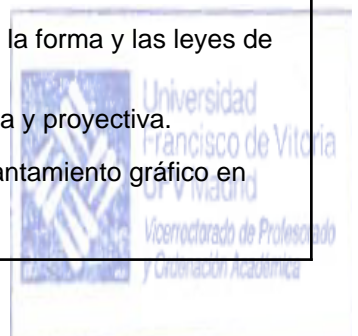 la forma y las leyes de
a y proyectiva.
antamiento gráfico en
Universidad
Francisco de Vitoria
UFV Madrid
Vicerrectorado de Profesorado
y Ordenación Académica